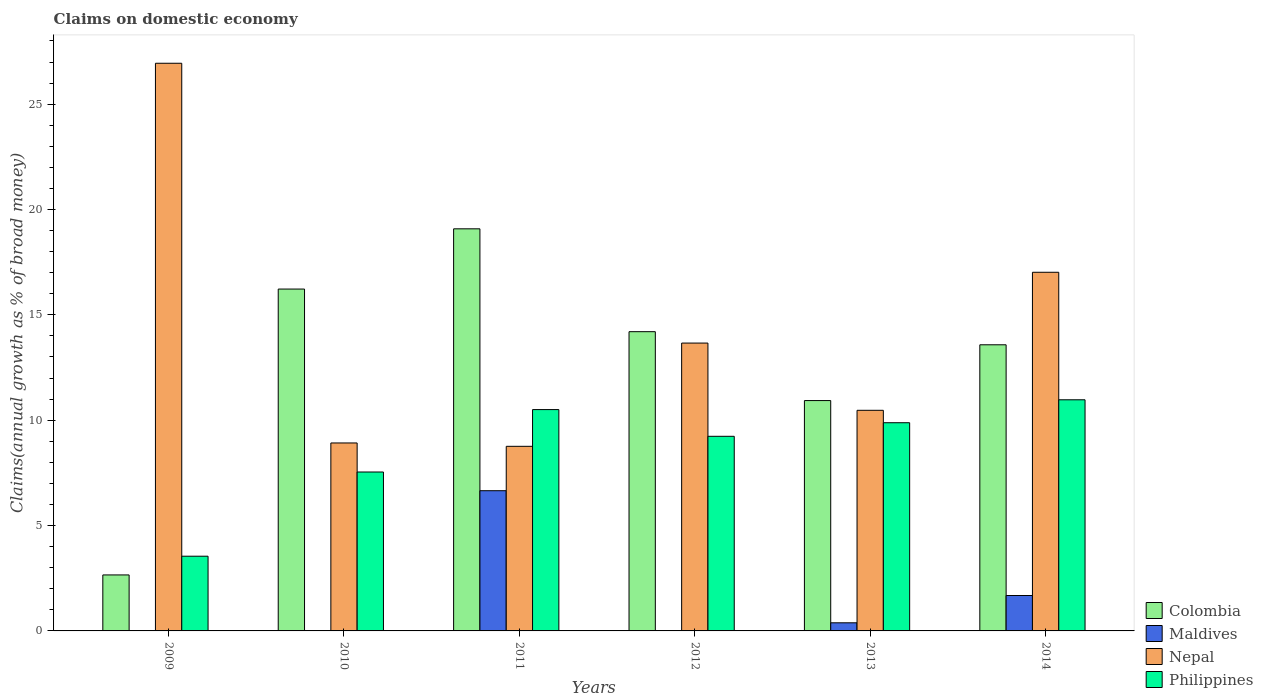 Claims on domestic economy
Claims(annual growth as % of broad money)
0
5
10
15
20
25
2009
2010
2011
2012
2013
2014
Years
Colombia
Maldives
Nepal
Philippines